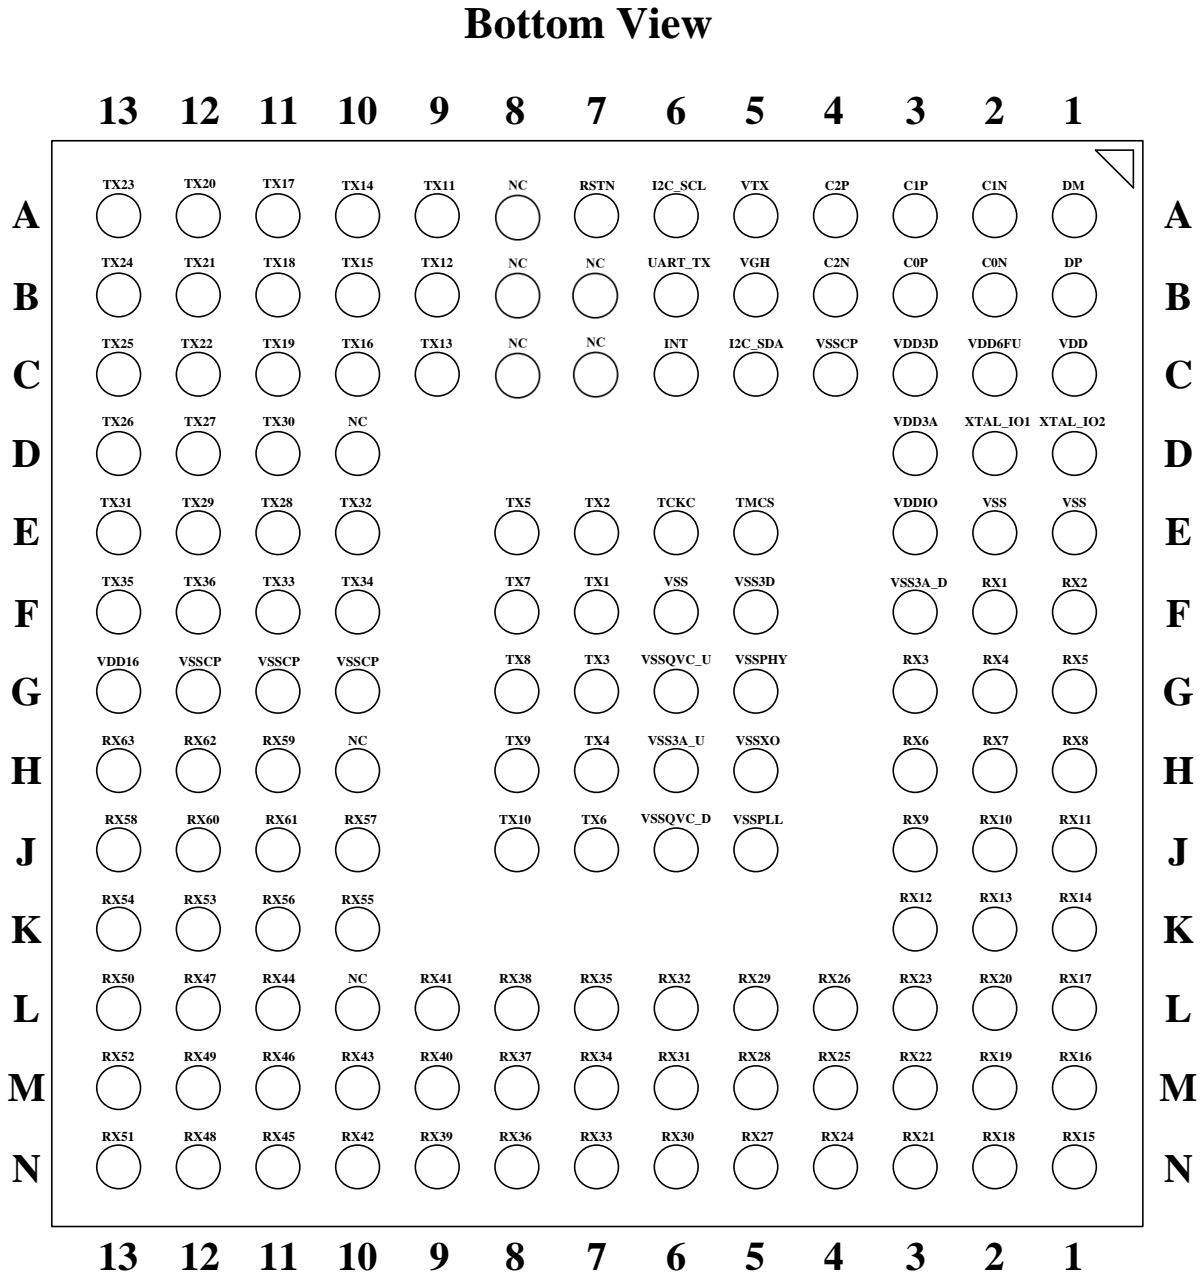 Bottom View
13 12 11 10 9 8 7 6 5 4 3 2 1
TX23 TX20 TX17 TX14 TX11 NC RSTN I2C_SCL VTX C2P C1P C1N DM
A A
TX24 TX21 TX18 TX15 TX12 NC NC UART_TX VGH C2N C0P C0N DP
B B
TX25 TX22 TX19 TX16 TX13 NC NC INT I2C_SDA VSSCP VDD3D VDD6FU VDD
C C
TX26 TX27 TX30 NC VDD3A XTAL_IO1 XTAL_IO2
D D
TX31 TX29 TX28 TX32 TX5 TX2 TCKC TMCS VDDIO VSS VSS
E E
TX35 TX36 TX33 TX34 TX7 TX1 VSS VSS3D VSS3A_D RX1 RX2
F F
VDD16 VSSCP VSSCP VSSCP TX8 TX3 VSSQVC_U VSSPHY RX3 RX4 RX5
G G
RX63 RX62 RX59 NC TX9 TX4 VSS3A_U VSSXO RX6 RX7 RX8
H H
RX58 RX60 RX61 RX57 TX10 TX6 VSSQVC_D VSSPLL RX9 RX10 RX11
J J
RX54 RX53 RX56 RX55 RX12 RX13 RX14
K K
RX50 RX47 RX44 NC RX41 RX38 RX35 RX32 RX29 RX26 RX23 RX20 RX17
L L
RX52 RX49 RX46 RX43 RX40 RX37 RX34 RX31 RX28 RX25 RX22 RX19 RX16
M M
RX51 RX48 RX45 RX42 RX39 RX36 RX33 RX30 RX27 RX24 RX21 RX18 RX15
N N
13 12 11 10 9 8 7 6 5 4 3 2 1